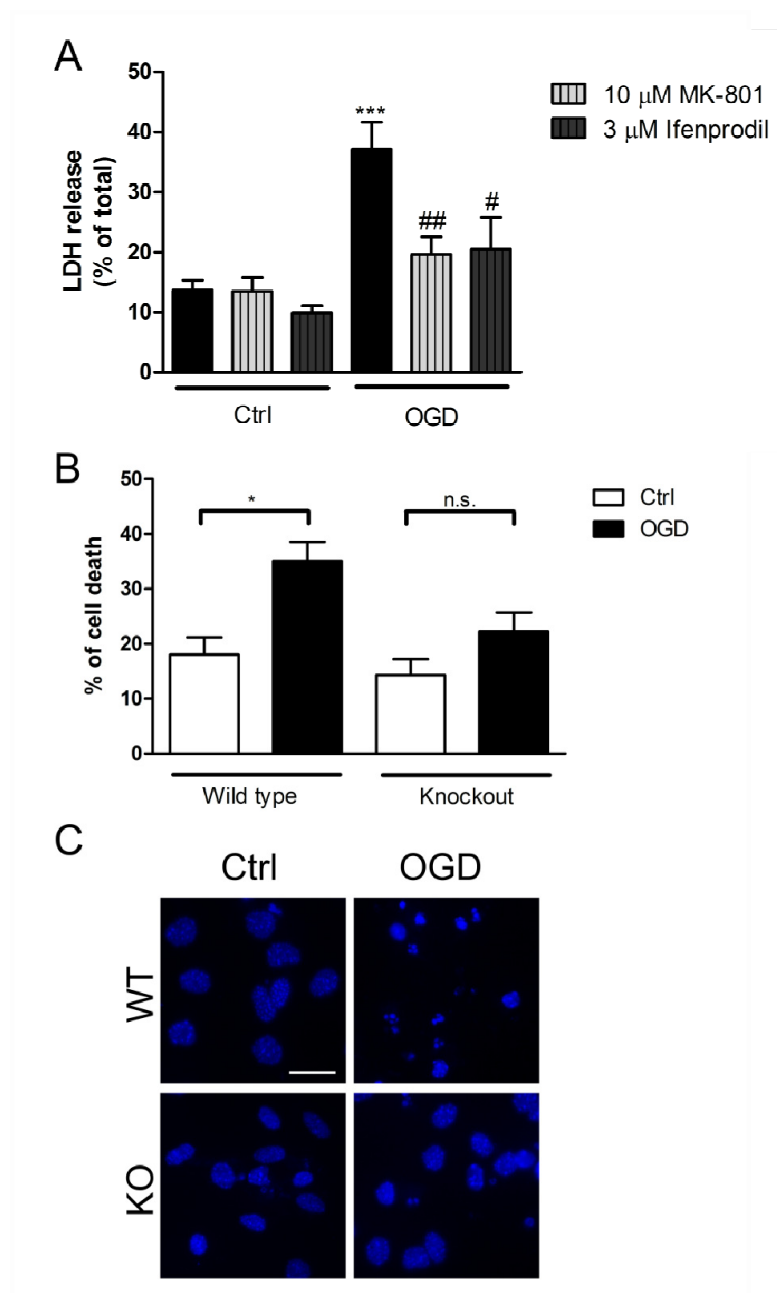 A
50
40
30
20
10
0
LDH release
(% of total)
***
##
#
10 μM MK-801
3 μM Ifenprodil
Ctrl
OGD
B
50
40
30
20
10
0
% of cell death
*
n.s.
Ctrl
OGD
Wild type
Knockout
C
Ctrl
OGD
WT
KO